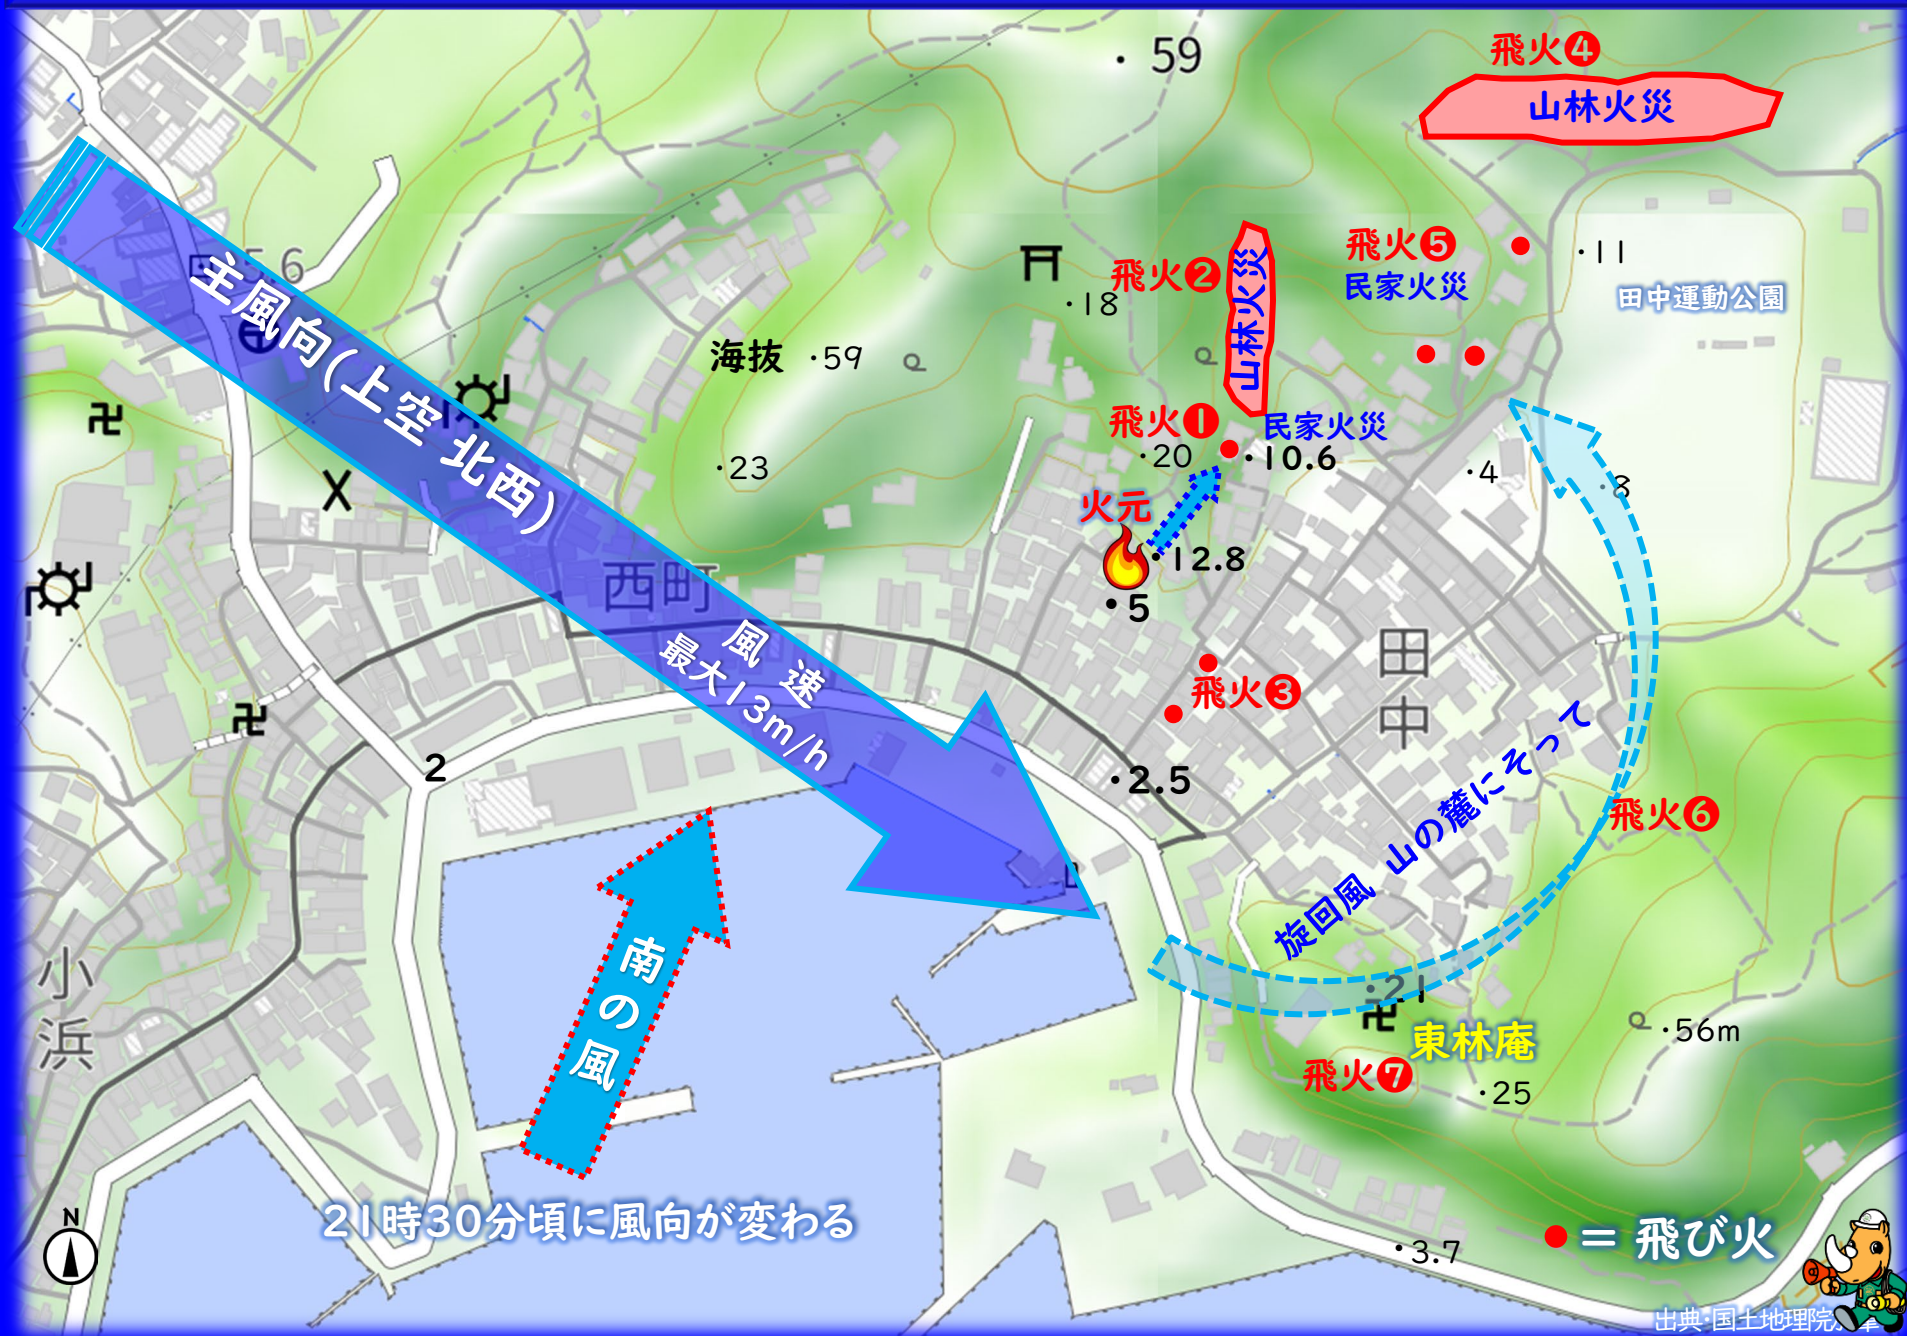 ・59
飛火❹
山林火災
5.6
主風向(上空 北西)
飛火❷
山林火災
・18
飛火❺
民家火災
・11
田中運動公園
海抜 ・59
飛火❶
民家火災
・20
・10.6
・23
・4
・8
火元
・12.8
・5
西町
風速
最大13m/h
飛火❸
田中
2
・2.5
旋回風 山の麓にそって
飛火❻
南の風
小浜
・21
東林庵
・56m
飛火❼
・25
21時30分頃に風向が変わる
N
・3.7
●＝飛び火
出典:国土地理院